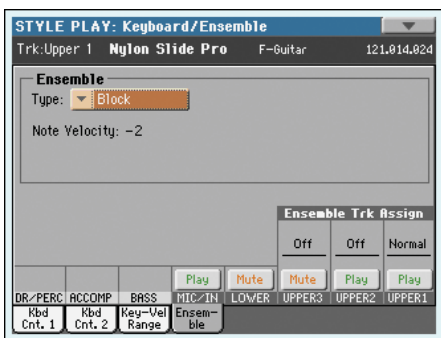 STYLE PLAY: Keyboard/Ensemble
Trk:Upper 1 Nylon Slide Pro F-Guitar 121.014.024
Ensemble
Type: Block
Note Velocity: -2
Ensemble Trk Assign
Off Off Normal
Play Mute Mute Play Play
DR/PERC ACCOMP BASS MIC/IN LOWER UPPER3 UPPER2 UPPER1
Kbd Kbd Key-Vel Ensem-
Cnt. 1 Cnt. 2 Range ble